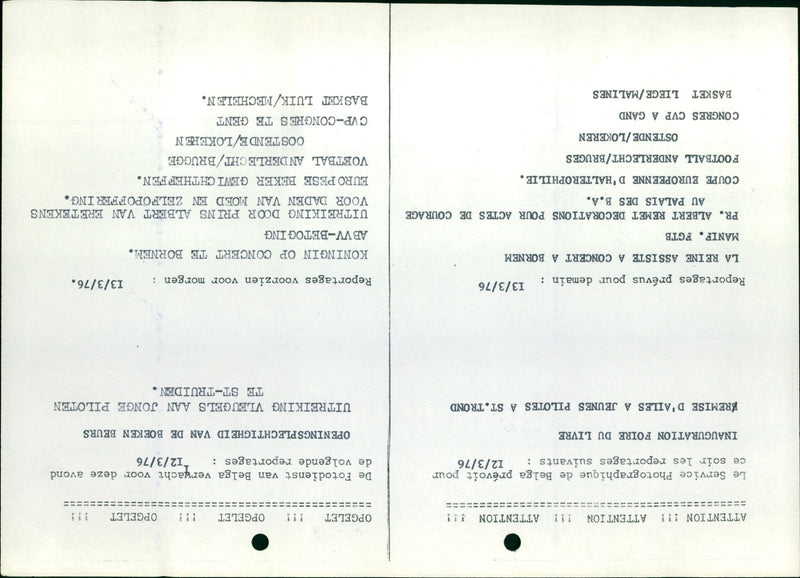 ATTENTION !!! ATTENTION !!! ATTENTION !!!
==========================================
Le Service Photographique de Belga prévoit pour
ce soir les reportages suivants : 12/3/76
INAUGURATION FOIRE DU LIVRE
REMISE D'AILES A JEUNES PILOTES A ST.TROND
Reportages prévus pour demain : 13/3/76
LA REINE ASSISTE A CONCERT A BORNEM
MANIF. FGTB
PR. ALBERT REMET DECORATIONS POUR ACTES DE COURAGE
AU PALAIS DES B.A.
COUPE EUROPEENNE D'HALTEROPHILIE.
FOOTBALL ANDERLECHT/BRUGES
OSTENDE/LOKEREN
CONGRES CVP A GAND
BASKET LIEGE/MALINES
OPGELET !!! OPGELET !!! OPGELET !!!
==========================================
De Fotodienst van Belga verwacht voor deze avond
de volgende reportages : 12/3/76
OPENINGSPLECHTIGHEID VAN DE BOEKEN BEURS
UITREIKING VLEUGELS AAN JONGE PILOTEN
TE ST-TRUIDEN.
Reportages voorzien voor morgen : 13/3/76.
KONINGIN OP CONCERT TE BORNEM.
ABVV-BETOGING
UITREIKING DOOR PRINS ALBERT VAN ERETEKENS
VOOR DADEN VAN MOED EN ZELFOPOFFERING.
EUROPESE BEKER GEWICHTHEFFEN.
VOETBAL ANDERLECHT/BRUGGE
OOSTENDE/LOKEREN
CVP-CONGRES TE GENT
BASKET LUIK/MECHELEN.